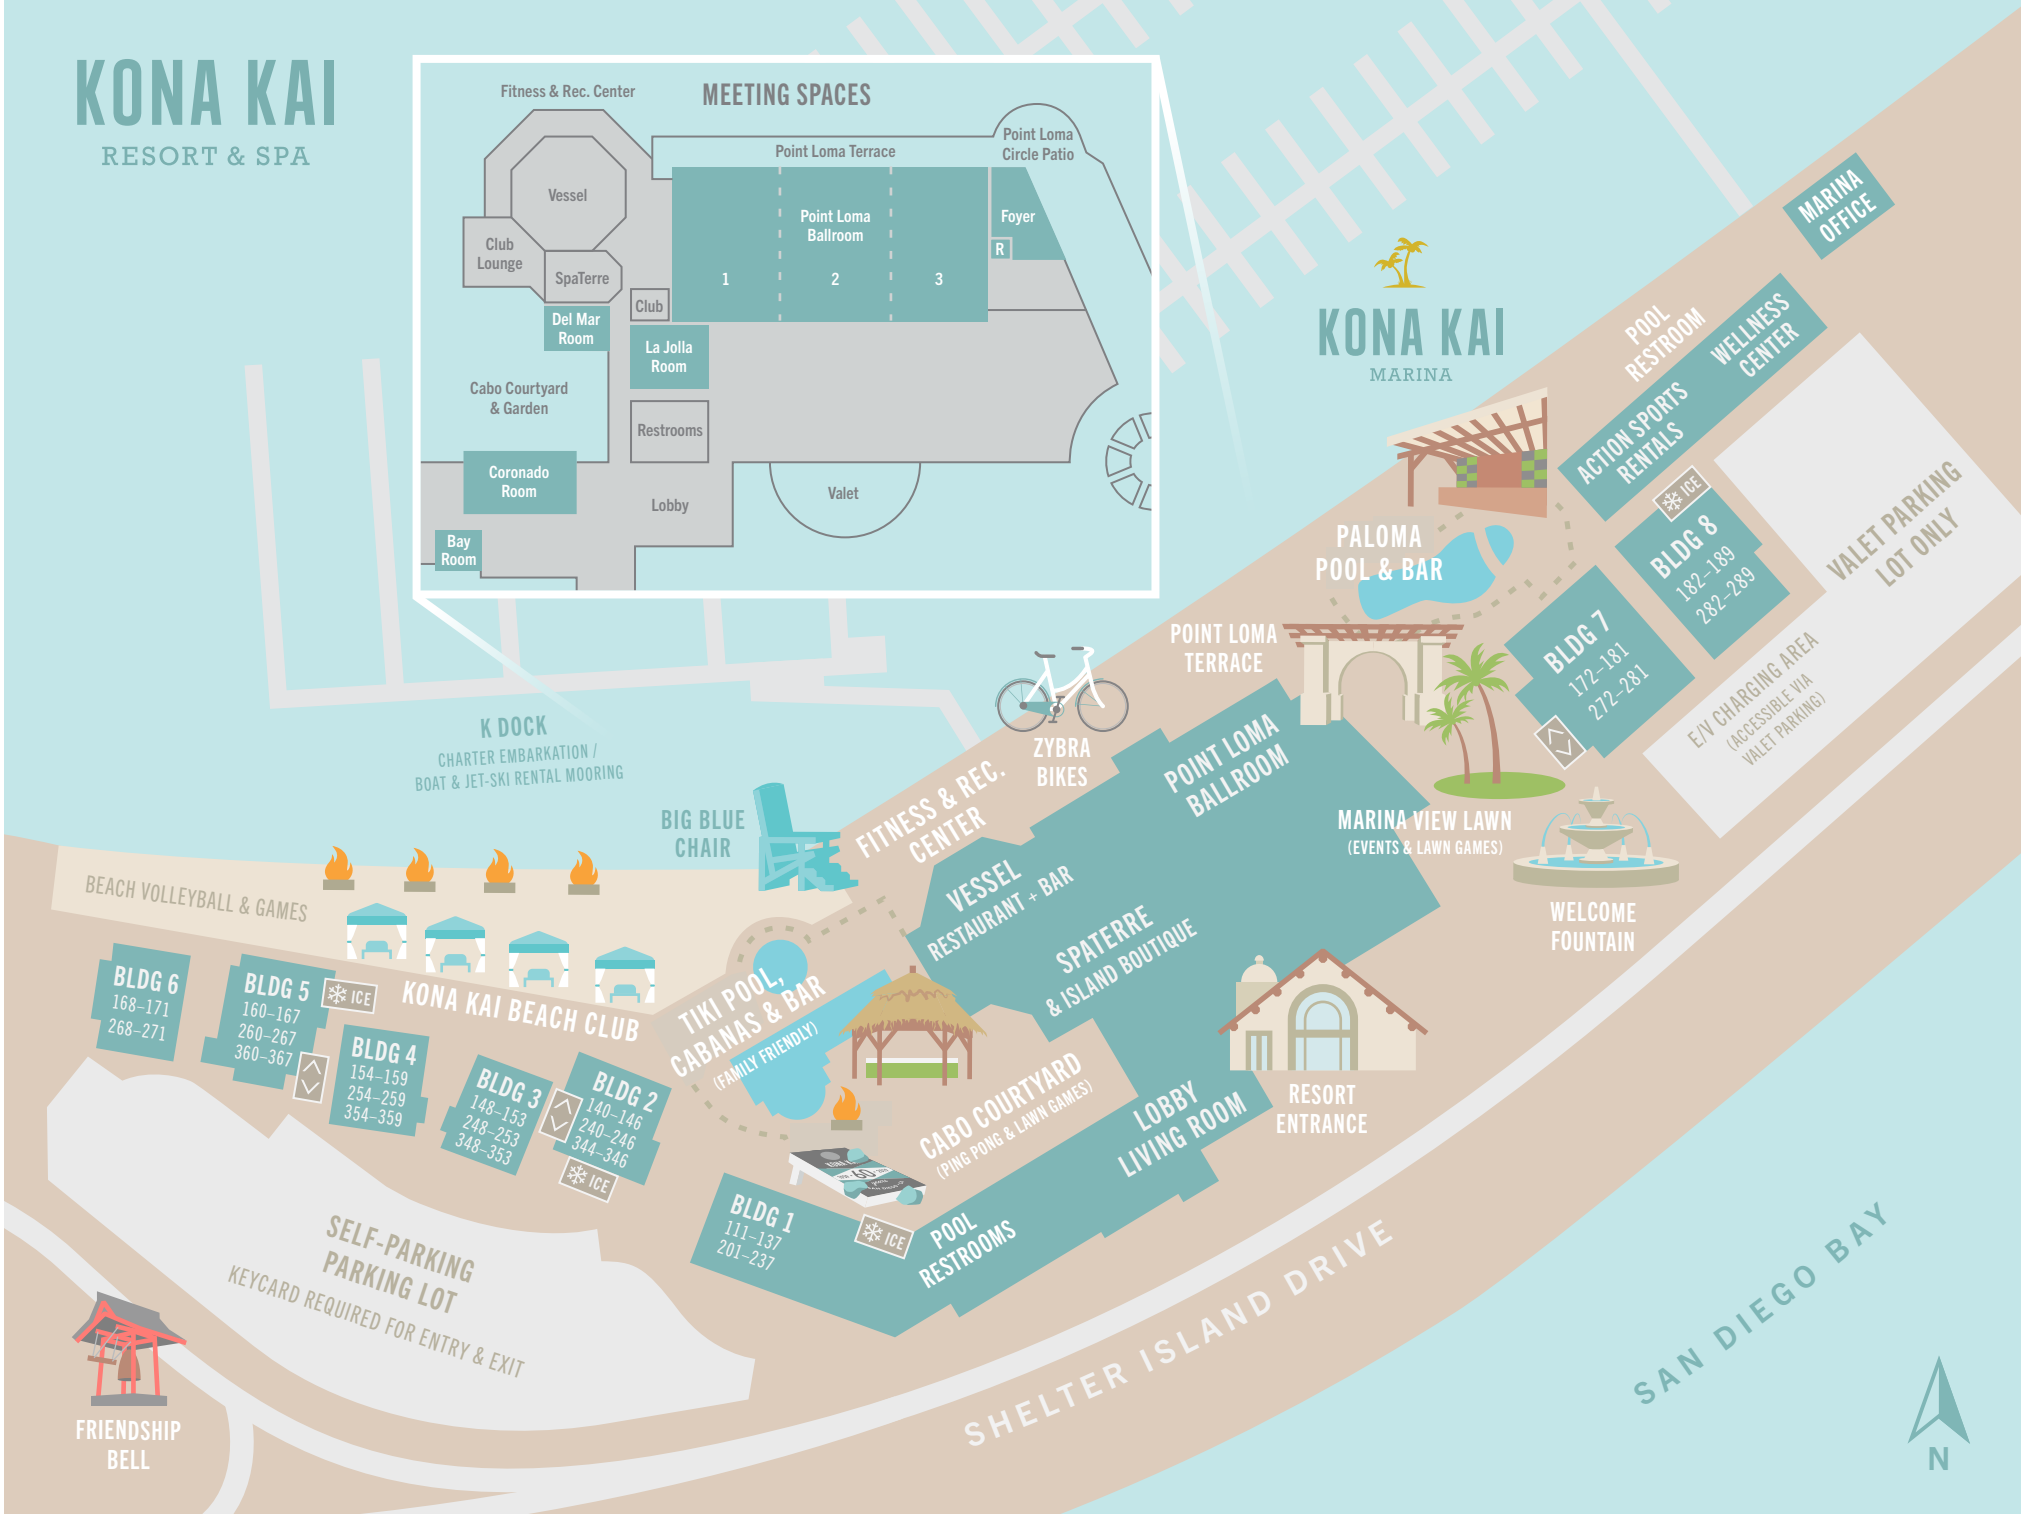 KONA KAI
RESORT & SPA
MEETING SPACES
Fitness & Rec. Center
Vessel
Club
Lounge
SpaTerre
Club
Del Mar
Room
La Jolla
Room
Cabo Courtyard
& Garden
Restrooms
Coronado
Room
Bay
Room
Lobby
Valet
Point Loma Terrace
Point Loma
Circle Patio
Point Loma
Ballroom
1
2
3
Foyer
R
KONA KAI
MARINA
MARINA
OFFICE
POOL
RESTROOM
WELLNESS
CENTER
ACTION SPORTS
RENTALS
ICE
BLDG 8
182–189
282–289
VALET PARKING
LOT ONLY
PALOMA
POOL & BAR
BLDG 7
172–181
272–281
E/V CHARGING AREA
(ACCESSIBLE VIA
VALET PARKING)
POINT LOMA
TERRACE
ZYBRA
BIKES
POINT LOMA
BALLROOM
MARINA VIEW LAWN
(EVENTS & LAWN GAMES)
WELCOME
FOUNTAIN
K DOCK
CHARTER EMBARKATION /
BOAT & JET-SKI RENTAL MOORING
BIG BLUE
CHAIR
FITNESS & REC.
CENTER
VESSEL
RESTAURANT + BAR
SPATERRE
& ISLAND BOUTIQUE
BEACH VOLLEYBALL & GAMES
KONA KAI BEACH CLUB
TIKI POOL,
CABANAS & BAR
(FAMILY FRIENDLY)
BLDG 6
168–171
268–271
BLDG 5
160–167
260–267
360–367
ICE
BLDG 4
154–159
254–259
354–359
BLDG 3
148–153
248–253
348–353
BLDG 2
140–146
240–246
344–346
ICE
CABO COURTYARD
(PING PONG & LAWN GAMES)
LOBBY
LIVING ROOM
RESORT
ENTRANCE
BLDG 1
111–137
201–237
ICE
POOL
RESTROOMS
60
SELF-PARKING
PARKING LOT
KEYCARD REQUIRED FOR ENTRY & EXIT
FRIENDSHIP
BELL
SHELTER ISLAND DRIVE
SAN DIEGO BAY
N